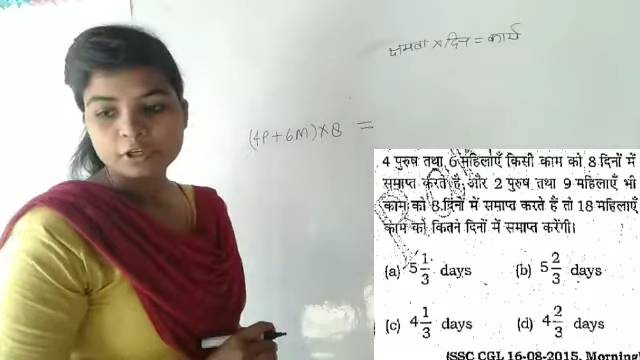 क्षमता × दिन = कार्य
(4P+6M)×8 =
4 पुरुष तथा 6 महिलाएँ किसी काम को 8 दिनों में
समाप्त करते हैं और 2 पुरुष तथा 9 महिलाएँ भी
काम को 8 दिनों में समाप्त करते हैं तो 18 महिलाएँ
काम को कितने दिनों में समाप्त करेंगी।
(a) 5 1/3 days (b) 5 2/3 days
(c) 4 1/3 days (d) 4 2/3 days
(SSC CGL 16-08-2015, Morning